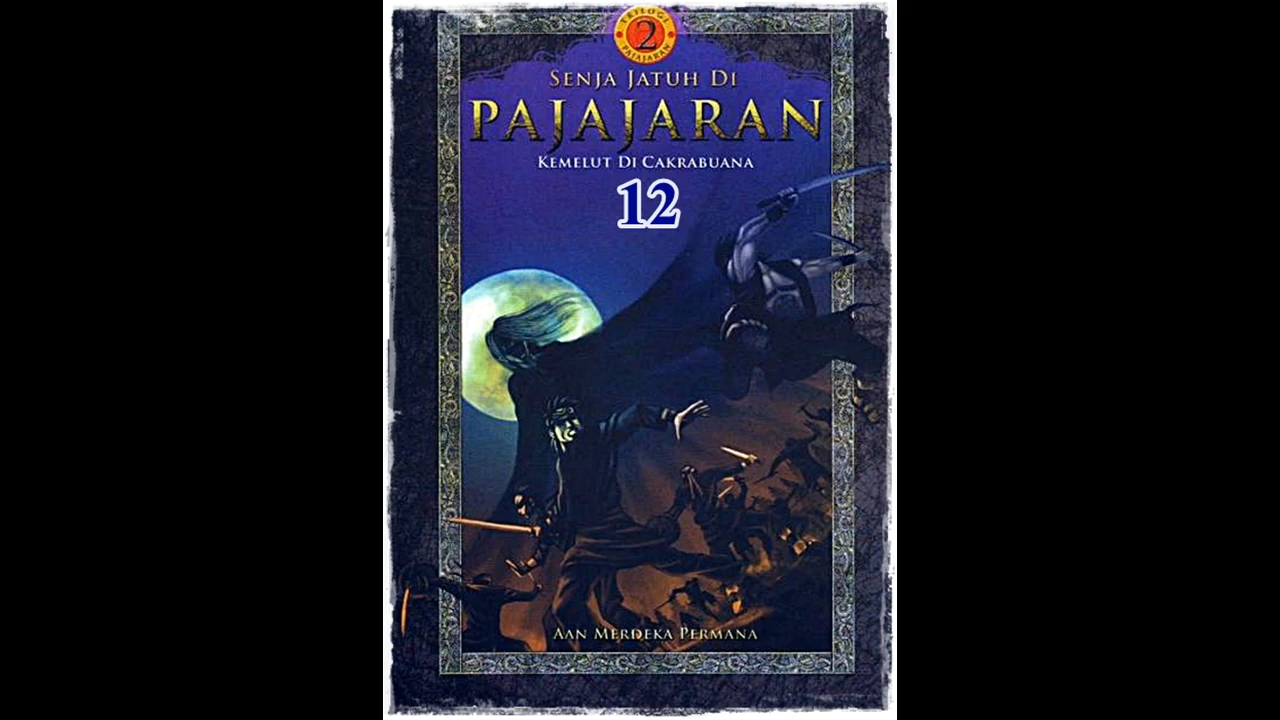 TRILOGI
2
PAJAJARAN
SENJA JATUH DI
PAJAJARAN
KEMELUT DI CAKRABUANA
12
AAN MERDEKA PERMANA